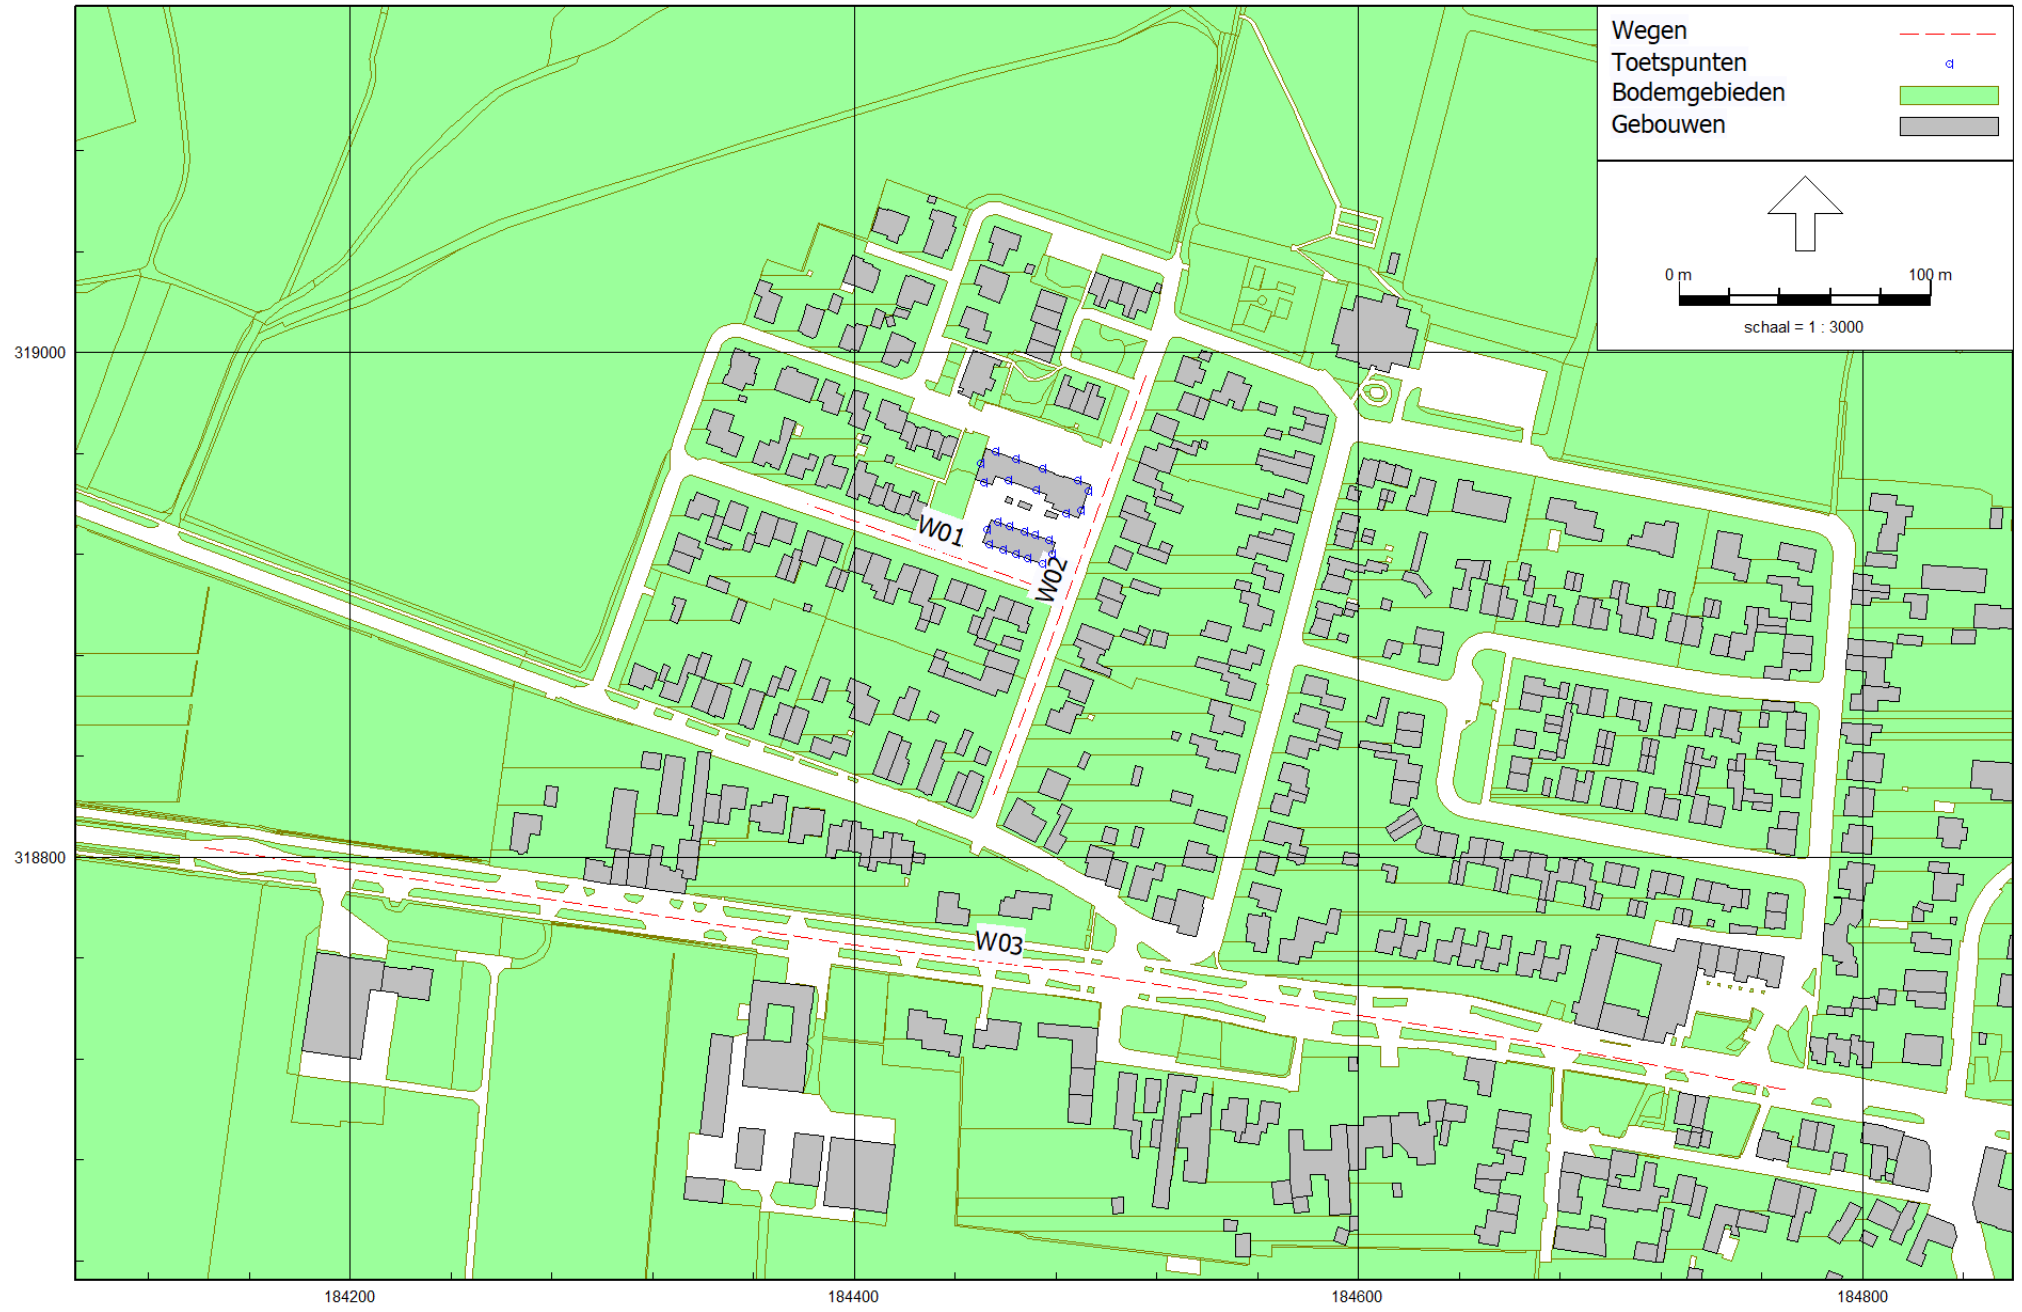 Wegen
Toetspunten
Bodemgebieden
Gebouwen
0 m 100 m
schaal = 1 : 3000
319000
W01
W02
318800
W03
184200 184400 184600 184800